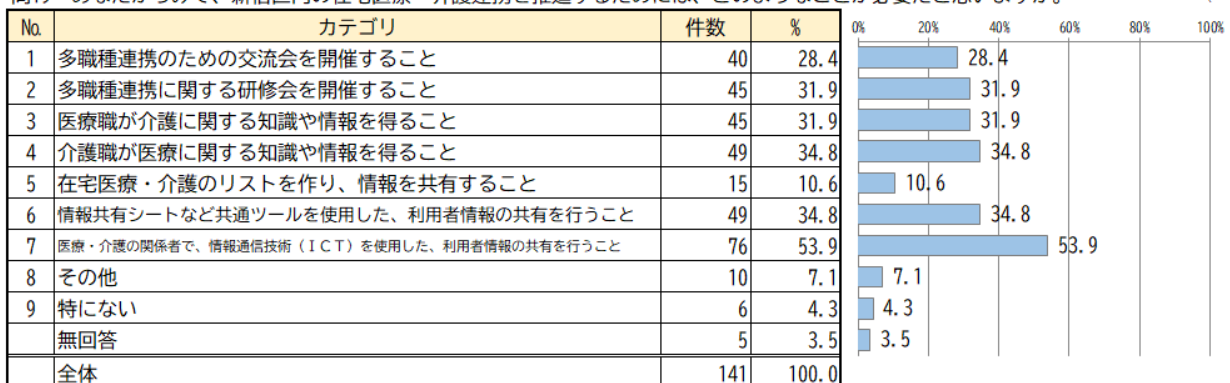 No. カテゴリ 件数 %
0% 20% 40% 60% 80% 100%
1 多職種連携のための交流会を開催すること 40 28.4 28.4
2 多職種連携に関する研修会を開催すること 45 31.9 31.9
3 医療職が介護に関する知識や情報を得ること 45 31.9 31.9
4 介護職が医療に関する知識や情報を得ること 49 34.8 34.8
5 在宅医療・介護のリストを作り、情報を共有すること 15 10.6 10.6
6 情報共有シートなど共通ツールを使用した、利用者情報の共有を行うこと 49 34.8 34.8
7 医療・介護の関係者で、情報通信技術（ＩＣＴ）を使用した、利用者情報の共有を行うこと 76 53.9 53.9
8 その他 10 7.1 7.1
9 特にない 6 4.3 4.3
無回答 5 3.5 3.5
全体 141 100.0